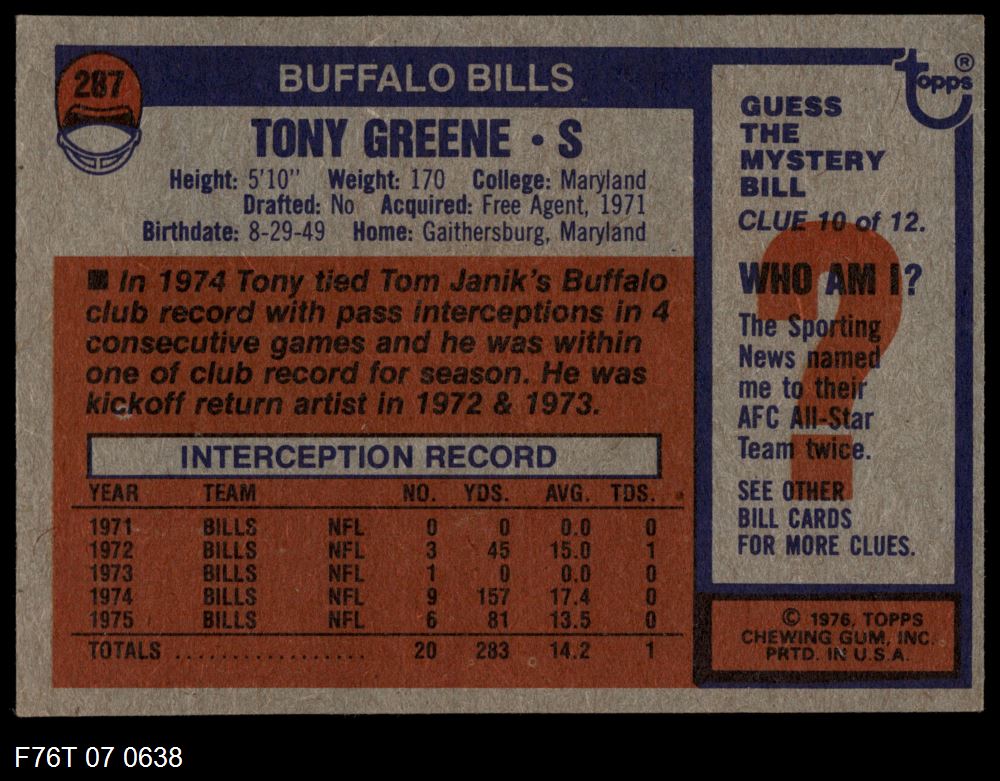 287
BUFFALO BILLS
TONY GREENE • S
Height: 5'10" Weight: 170 College: Maryland
Drafted: No Acquired: Free Agent, 1971
Birthdate: 8-29-49 Home: Gaithersburg, Maryland
■ In 1974 Tony tied Tom Janik's Buffalo
club record with pass interceptions in 4
consecutive games and he was within
one of club record for season. He was
kickoff return artist in 1972 & 1973.
INTERCEPTION RECORD
YEAR TEAM NO. YDS. AVG. TDS.
1971 BILLS NFL 0 0 0.0 0
1972 BILLS NFL 3 45 15.0 1
1973 BILLS NFL 1 0 0.0 0
1974 BILLS NFL 9 157 17.4 0
1975 BILLS NFL 6 81 13.5 0
TOTALS .................. 20 283 14.2 1
topps ®
GUESS
THE
MYSTERY
BILL
CLUE 10 of 12.
?
WHO AM I?
The Sporting
News named
me to their
AFC All-Star
Team twice.
SEE OTHER
BILL CARDS
FOR MORE CLUES.
© 1976, TOPPS
CHEWING GUM, INC.
PRTD. IN U.S.A.
F76T 07 0638